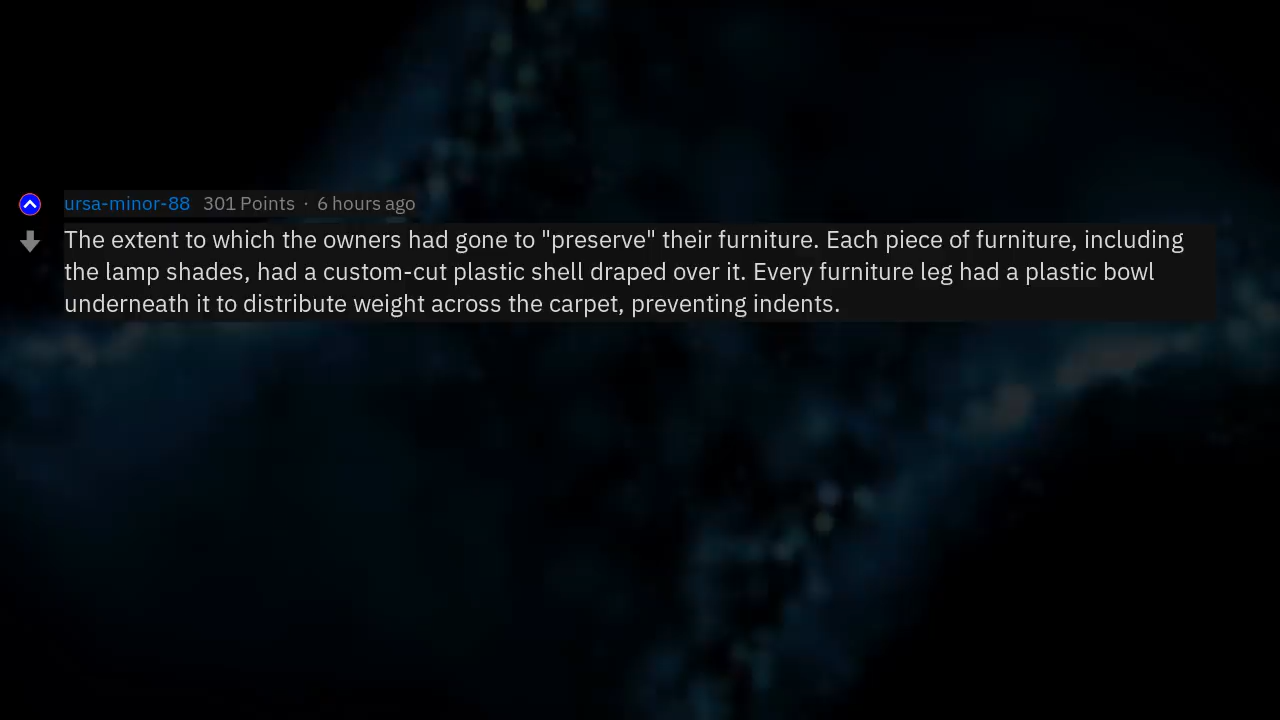 ursa-minor-88 301 Points · 6 hours ago
The extent to which the owners had gone to "preserve" their furniture. Each piece of furniture, including
the lamp shades, had a custom-cut plastic shell draped over it. Every furniture leg had a plastic bowl
underneath it to distribute weight across the carpet, preventing indents.